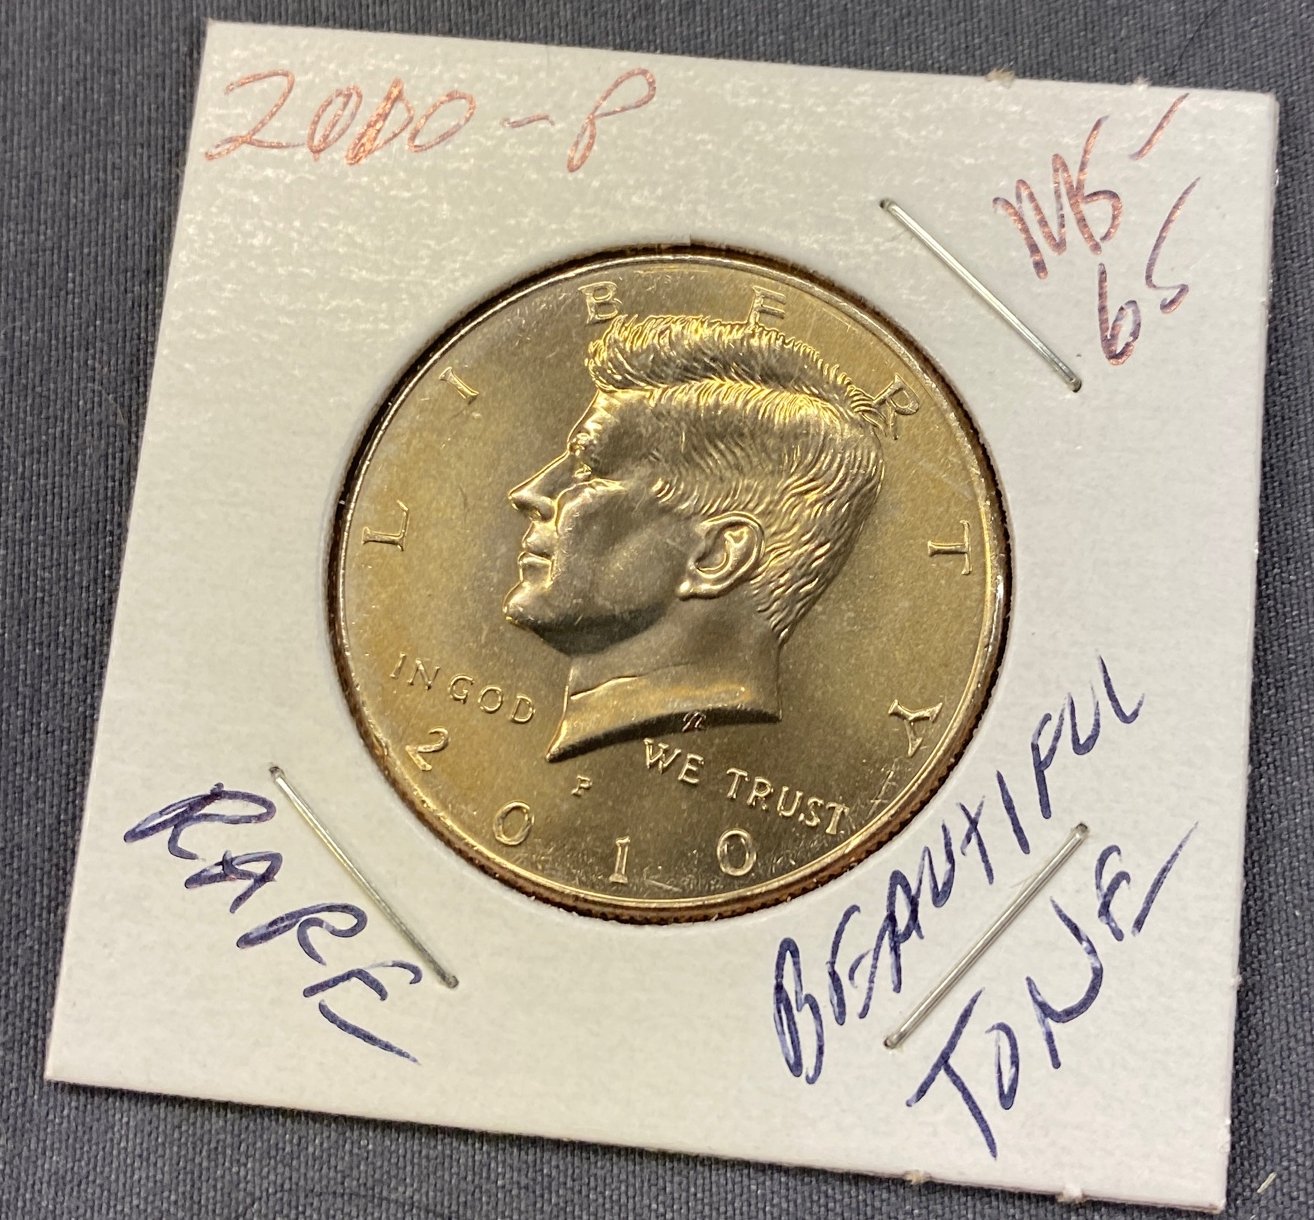 2000-P
MS-
65
LIBERTY
IN GOD
WE TRUST
P
2010
RARE
BEAUTIFUL
TONE